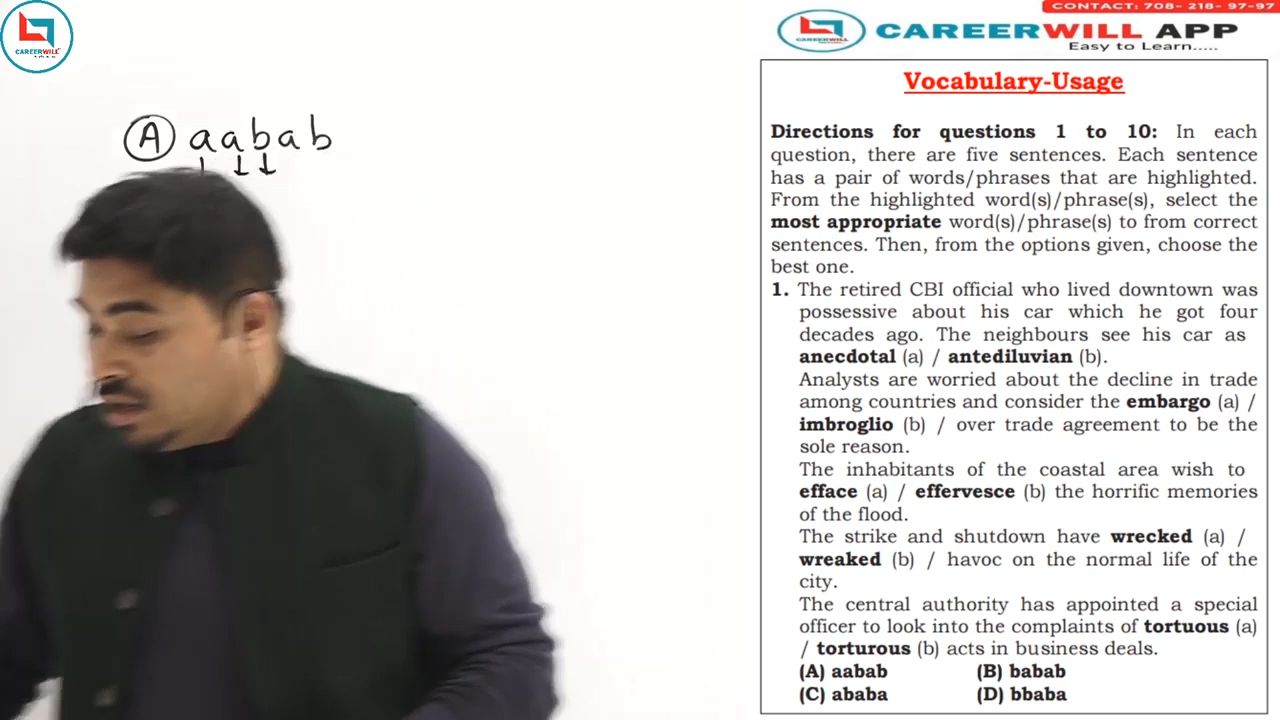 CONTACT: 708- 218- 97-97
CAREERWILL
CAREERWILL
CAREERWILL APP
Easy to Learn.....
A aabab
Vocabulary-Usage
Directions for questions 1 to 10: In each
question, there are five sentences. Each sentence
has a pair of words/phrases that are highlighted.
From the highlighted word(s)/phrase(s), select the
most appropriate word(s)/phrase(s) to from correct
sentences. Then, from the options given, choose the
best one.
1. The retired CBI official who lived downtown was
possessive about his car which he got four
decades ago. The neighbours see his car as
anecdotal (a) / antediluvian (b).
Analysts are worried about the decline in trade
among countries and consider the embargo (a) /
imbroglio (b) / over trade agreement to be the
sole reason.
The inhabitants of the coastal area wish to
efface (a) / effervesce (b) the horrific memories
of the flood.
The strike and shutdown have wrecked (a) /
wreaked (b) / havoc on the normal life of the
city.
The central authority has appointed a special
officer to look into the complaints of tortuous (a)
/ torturous (b) acts in business deals.
(A) aabab (B) babab
(C) ababa (D) bbaba